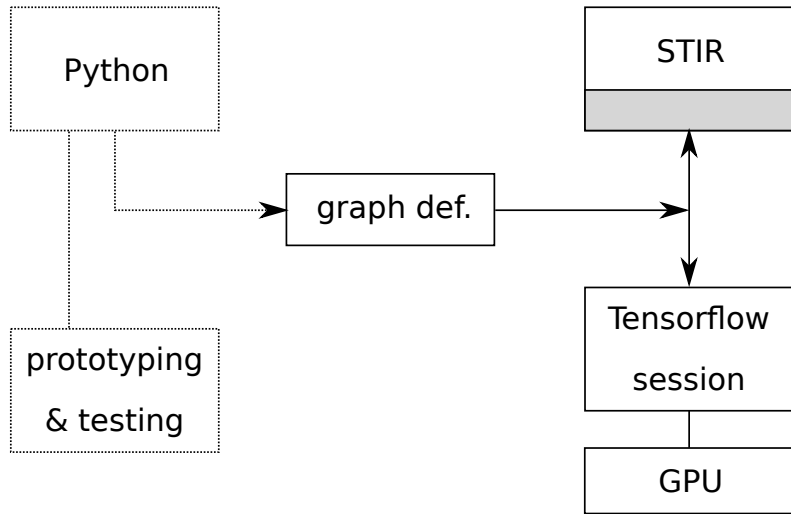 Python
STIR
graph def.
Tensorflow
session
prototyping
& testing
GPU